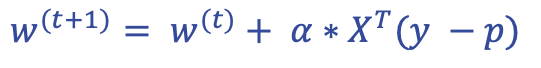 w^(t+1) = w^(t) + α * X^T(y − p)